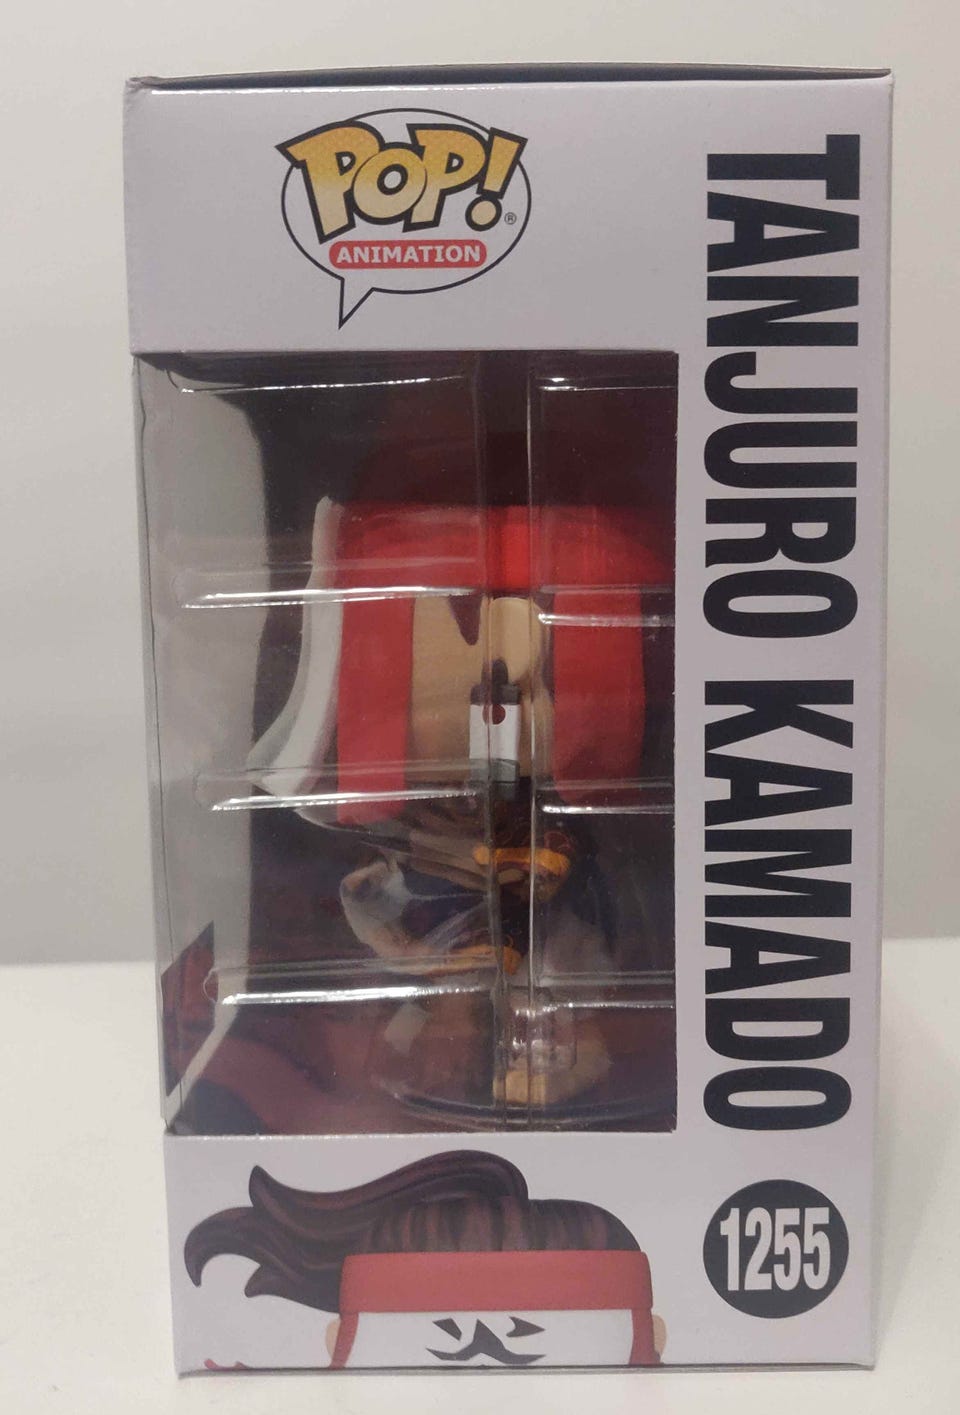 POP!®
ANIMATION
TANJURO KAMADO
1255